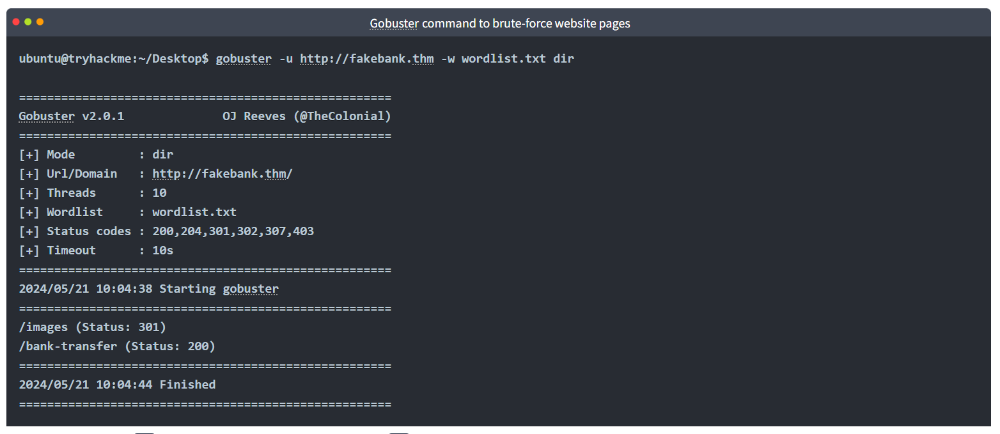 Gobuster command to brute-force website pages
ubuntu@tryhackme:~/Desktop$ gobuster -u http://fakebank.thm -w wordlist.txt dir
=====================================================
Gobuster v2.0.1              OJ Reeves (@TheColonial)
=====================================================
[+] Mode         : dir
[+] Url/Domain   : http://fakebank.thm/
[+] Threads      : 10
[+] Wordlist     : wordlist.txt
[+] Status codes : 200,204,301,302,307,403
[+] Timeout      : 10s
=====================================================
2024/05/21 10:04:38 Starting gobuster
=====================================================
/images (Status: 301)
/bank-transfer (Status: 200)
=====================================================
2024/05/21 10:04:44 Finished
=====================================================